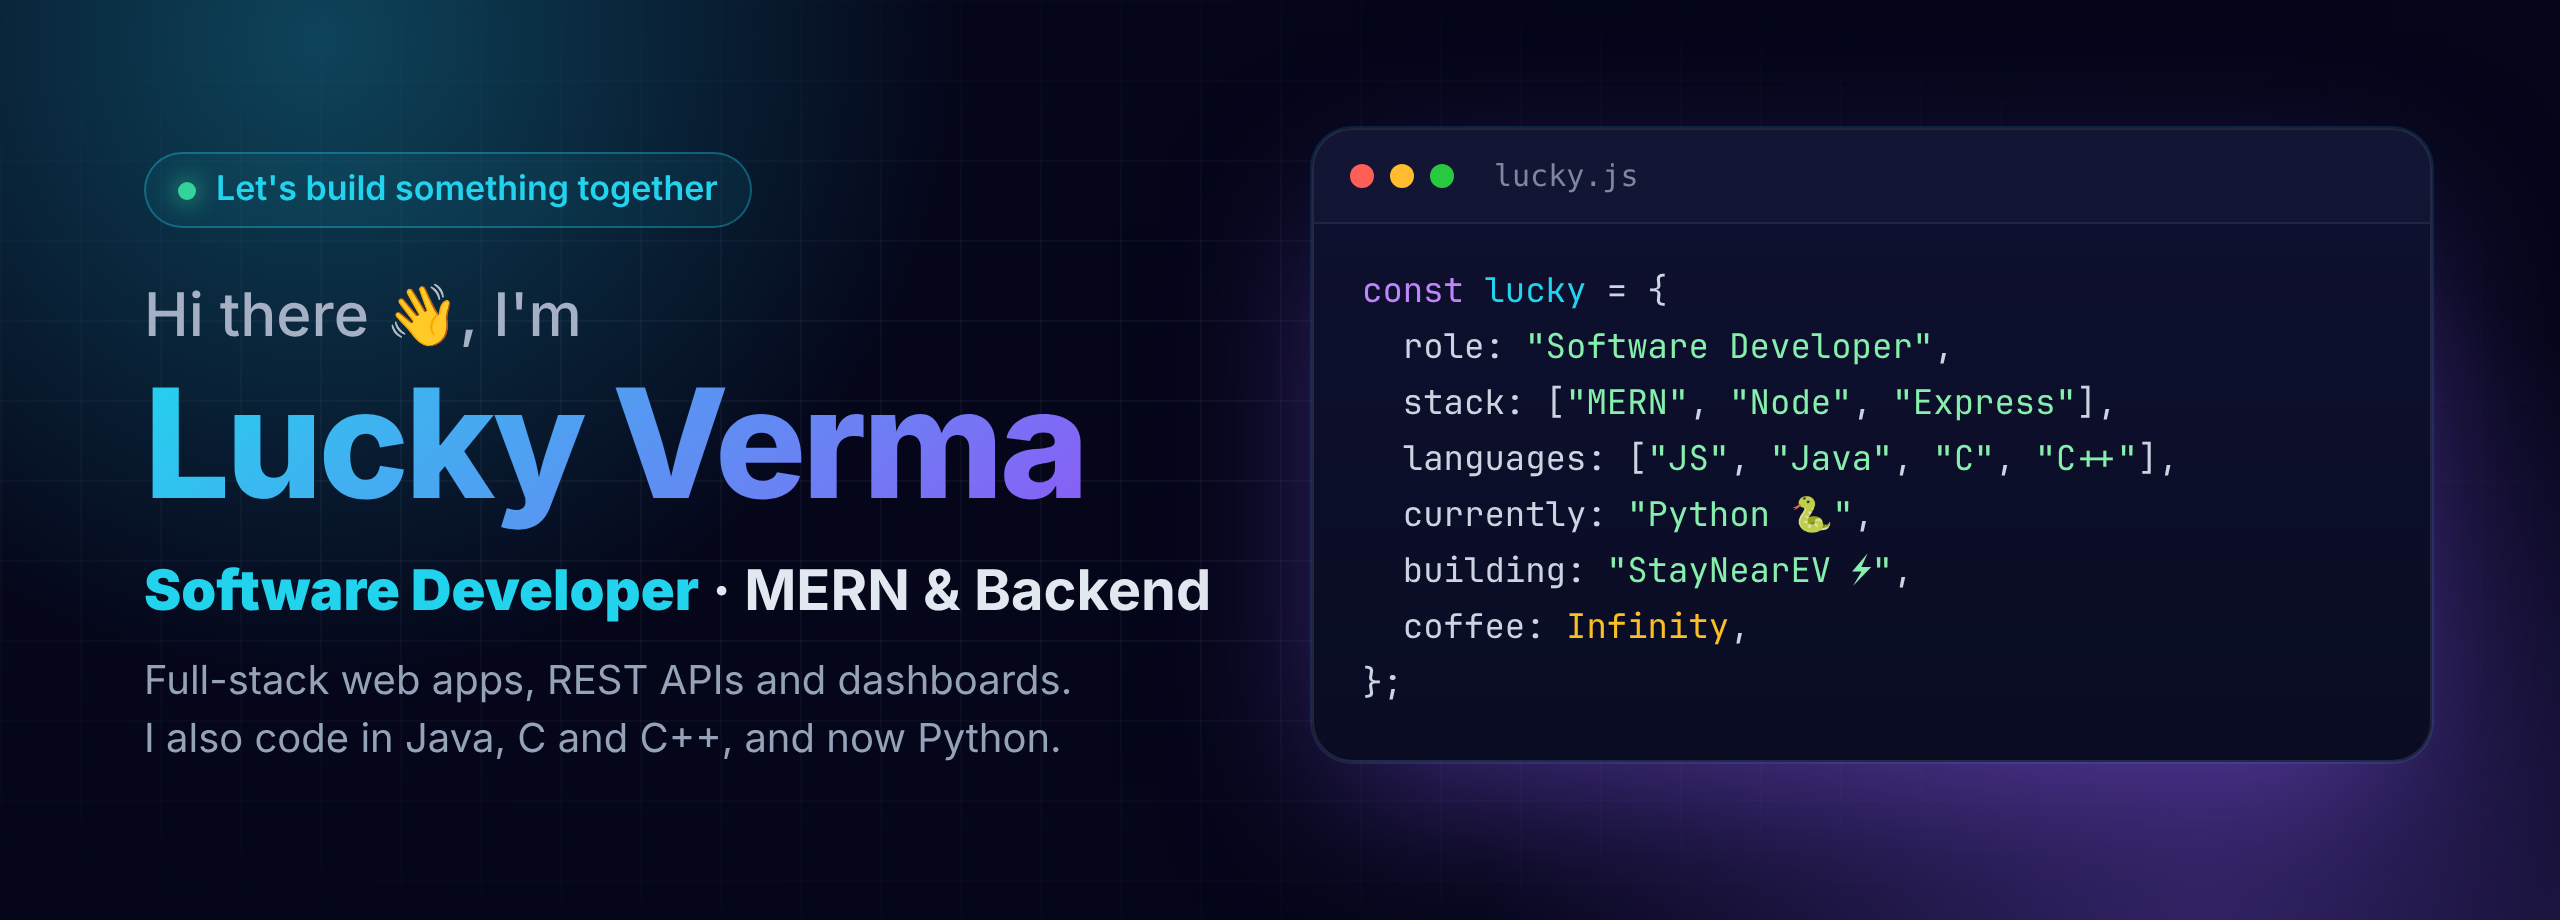 Let's build something together
Hi there 👋, I'm
Lucky Verma
Software Developer · MERN & Backend
Full-stack web apps, REST APIs and dashboards.
I also code in Java, C and C++, and now Python.
lucky.js
const lucky = {
  role: "Software Developer",
  stack: ["MERN", "Node", "Express"],
  languages: ["JS", "Java", "C", "C++"],
  currently: "Python 🐍",
  building: "StayNearEV ⚡",
  coffee: Infinity,
};